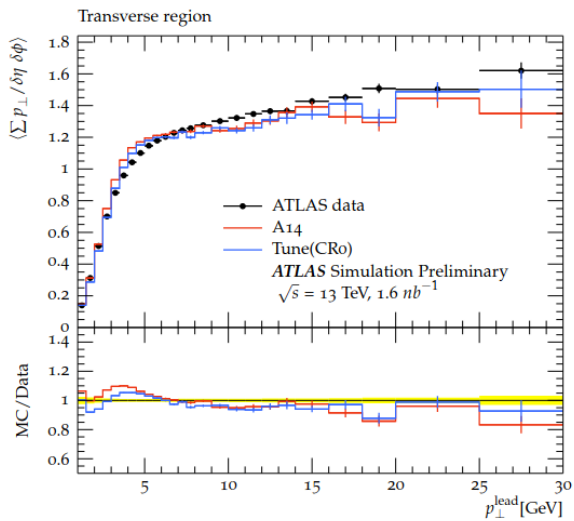 Transverse region
⟨∑ p⊥/δη δϕ⟩
1.8
1.6
1.4
1.2
1
0.8
0.6
0.4
0.2
0
ATLAS data
A14
Tune(CR0)
ATLAS Simulation Preliminary
√s = 13 TeV, 1.6 nb⁻¹
MC/Data
1.4
1.2
1
0.8
0.6
5 10 15 20 25 30
p⊥^lead [GeV]